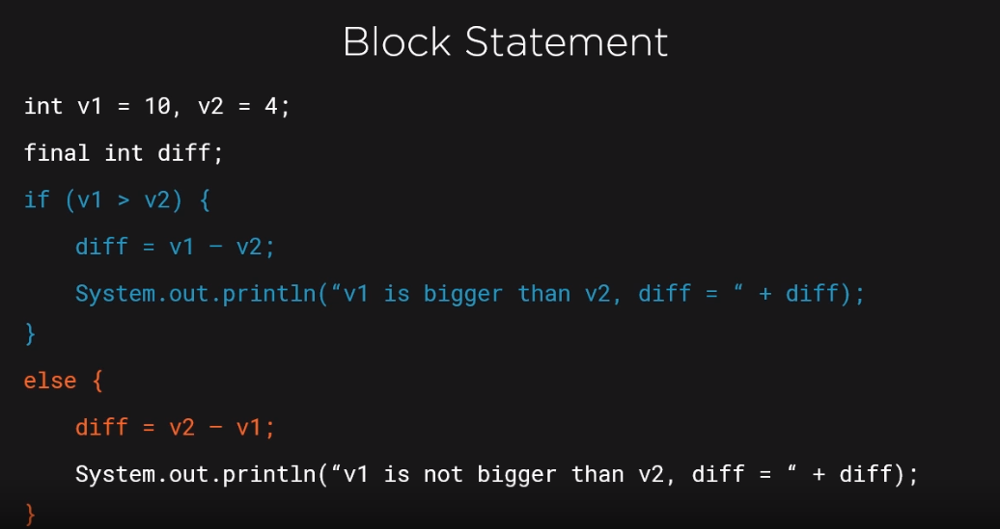 Block Statement
int v1 = 10, v2 = 4;
final int diff;
if (v1 > v2) {
    diff = v1 – v2;
    System.out.println(“v1 is bigger than v2, diff = “ + diff);
}
else {
    diff = v2 – v1;
    System.out.println(“v1 is not bigger than v2, diff = “ + diff);
}